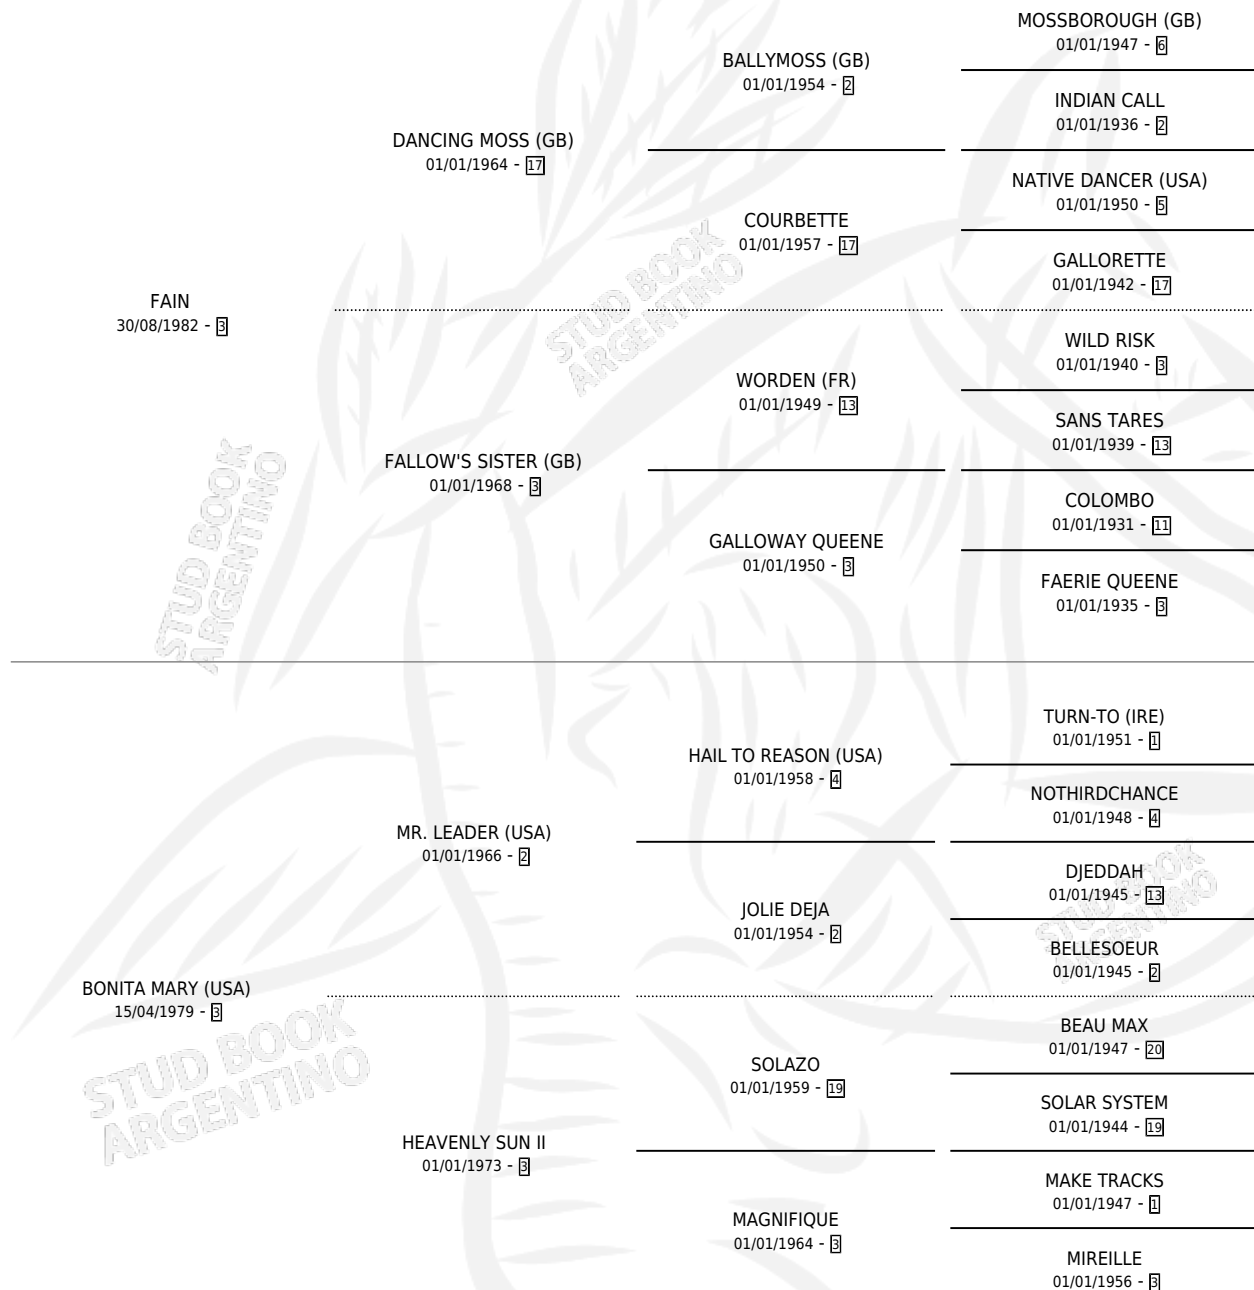 FAIN
30/08/1982 - 3
DANCING MOSS (GB)
01/01/1964 - 17
BALLYMOSS (GB)
01/01/1954 - 2
MOSSBOROUGH (GB)
01/01/1947 - 6
INDIAN CALL
01/01/1936 - 2
COURBETTE
01/01/1957 - 17
NATIVE DANCER (USA)
01/01/1950 - 5
GALLORETTE
01/01/1942 - 17
FALLOW'S SISTER (GB)
01/01/1968 - 3
WORDEN (FR)
01/01/1949 - 13
WILD RISK
01/01/1940 - 3
SANS TARES
01/01/1939 - 13
GALLOWAY QUEENE
01/01/1950 - 3
COLOMBO
01/01/1931 - 11
FAERIE QUEENE
01/01/1935 - 3
BONITA MARY (USA)
15/04/1979 - 3
MR. LEADER (USA)
01/01/1966 - 2
HAIL TO REASON (USA)
01/01/1958 - 4
TURN-TO (IRE)
01/01/1951 - 1
NOTHIRDCHANCE
01/01/1948 - 4
JOLIE DEJA
01/01/1954 - 2
DJEDDAH
01/01/1945 - 13
BELLESOEUR
01/01/1945 - 2
HEAVENLY SUN II
01/01/1973 - 3
SOLAZO
01/01/1959 - 19
BEAU MAX
01/01/1947 - 20
SOLAR SYSTEM
01/01/1944 - 19
MAGNIFIQUE
01/01/1964 - 3
MAKE TRACKS
01/01/1947 - 1
MIREILLE
01/01/1956 - 3
STUD BOOK
ARGENTINO
STUD BOOK
ARGENTINO
STUD BOOK
ARGENTINO
STUD BOOK
ARGENTINO